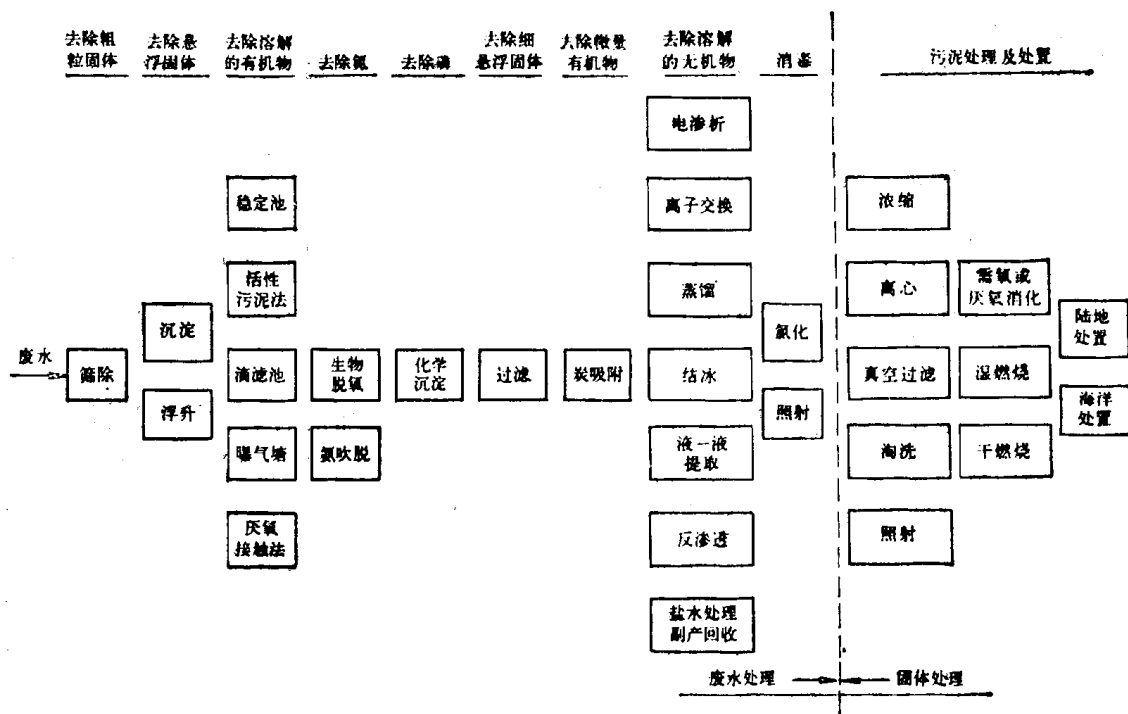 去除粗
粒固体
去除悬
浮固体
去除溶解
的有机物
去除氮
去除磷
去除细
悬浮固体
去除微量
有机物
去除溶解
的无机物
消毒
污泥处理及处置
废水
筛除
沉淀
浮升
稳定池
活性
污泥法
滴滤池
曝气塘
厌氧
接触法
生物
脱氧
氨吹脱
化学
沉淀
过滤
炭吸附
电渗析
离子交换
蒸馏
结冰
液一液
提取
反渗透
盐水处理
副产回收
氯化
照射
浓缩
离心
真空过滤
淘洗
照射
需氧或
厌氧消化
湿燃烧
干燃烧
陆地
处置
海洋
处置
废水处理
固体处理